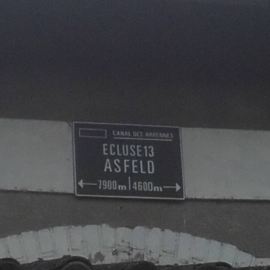 CANAL DES ARDENNES
ECLUSE 13
ASFELD
7900m 4600m